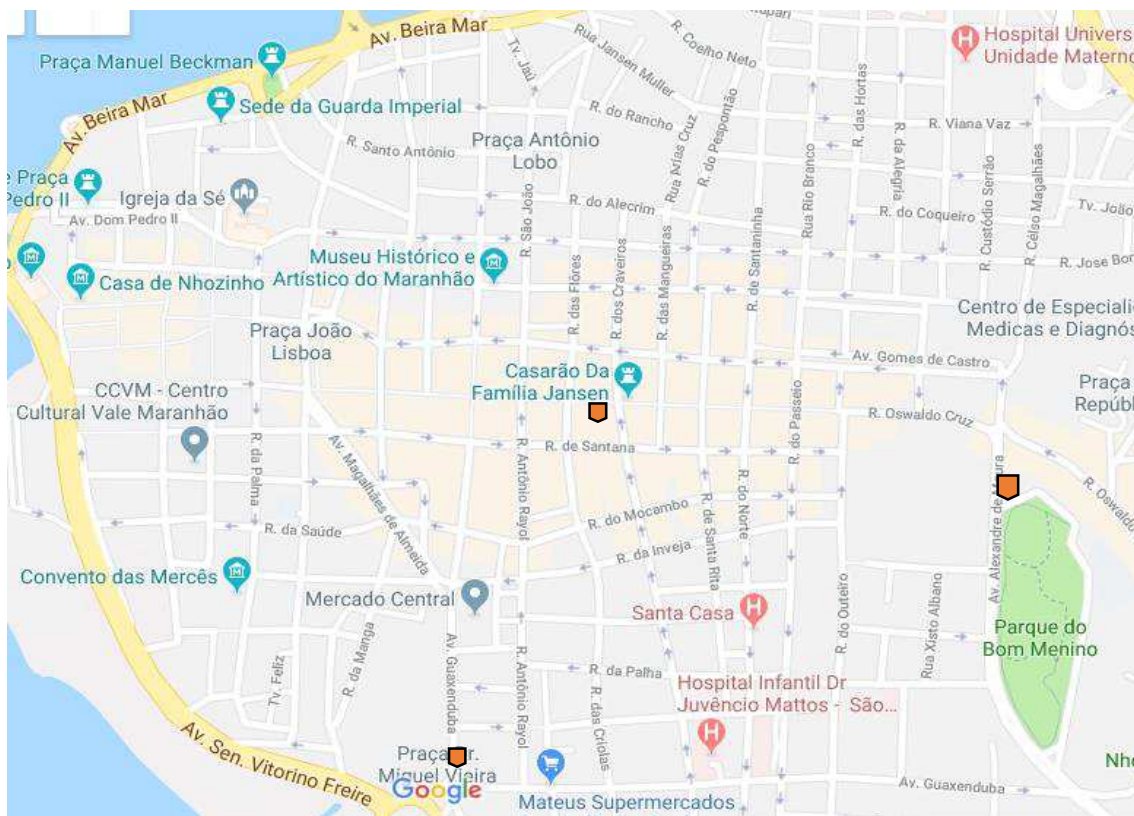 Av. Beira Mar
Praça Manuel Beckman
Av. Beira Mar
Sede da Guarda Imperial
Tv. Jaú
Rua Jansen Muller
R. Coelho Neto
Hospital Univers
Unidade Materno
R. do Rancho
R. Santo Antônio
Praça Antônio
Lobo
Rua Arias Cruz
R. do Pespontão
R. das Hortas
R. da Alegria
R. Viana Vaz
Praça
Pedro II
Igreja da Sé
Av. Dom Pedro II
R. São João
R. do Alecrim
Rua Rio Branco
R. do Coqueiro
R. Custódio Serrão
R. Célso Magalhães
Tv. João
Casa de Nhozinho
Museu Histórico e
Artístico do Maranhão
R. das Flôres
R. dos Craveiros
R. das Mangueiras
R. de Santaninha
R. Jose Bon
Centro de Especiali
Medicas e Diagnós
Praça João
Lisboa
Av. Gomes de Castro
Casarão Da
Família Jansen
CCVM - Centro
Cultural Vale Maranhão
Praça
Repúbl
R. do Passeio
R. Oswaldo Cruz
R. de Santana
R. da Palma
Av. Magalhães de Almeida
R. Antônio Rayol
R. Oswaldo
R. do Mocambo
R. da Saúde
R. da Inveja
R. de Santa Rita
R. do Norte
Av. Alexandre de Moura
Convento das Mercês
Mercado Central
Santa Casa
R. do Outeiro
Rua Xisto Albano
Parque do
Bom Menino
Tv. Feliz
R. da Manga
Av. Guaxenduba
R. Antônio Rayol
R. da Palha
R. das Criolas
Hospital Infantil Dr
Juvêncio Mattos - São...
Av. Sen. Vitorino Freire
Praça
Miguel Vieira
Google
Mateus Supermercados
Av. Guaxenduba